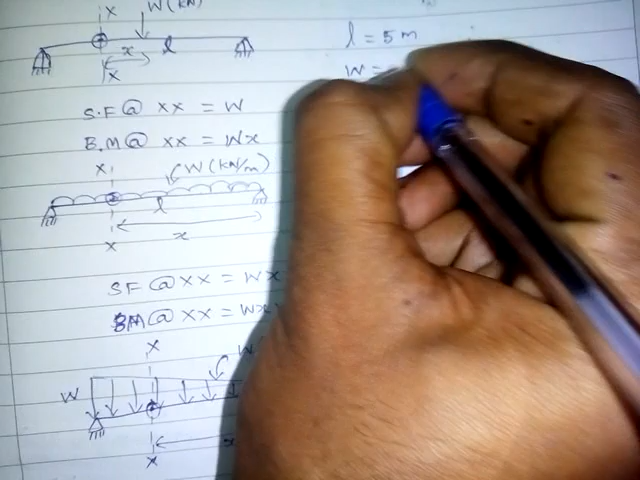 X W(kN)
x l
X
l = 5 m
W =
S.F @ xx = W
B.M @ xx = Wx
X W(kN/m)
l
x
X
SF @ XX = WX
BM @ XX = WX
X W
W
x
X